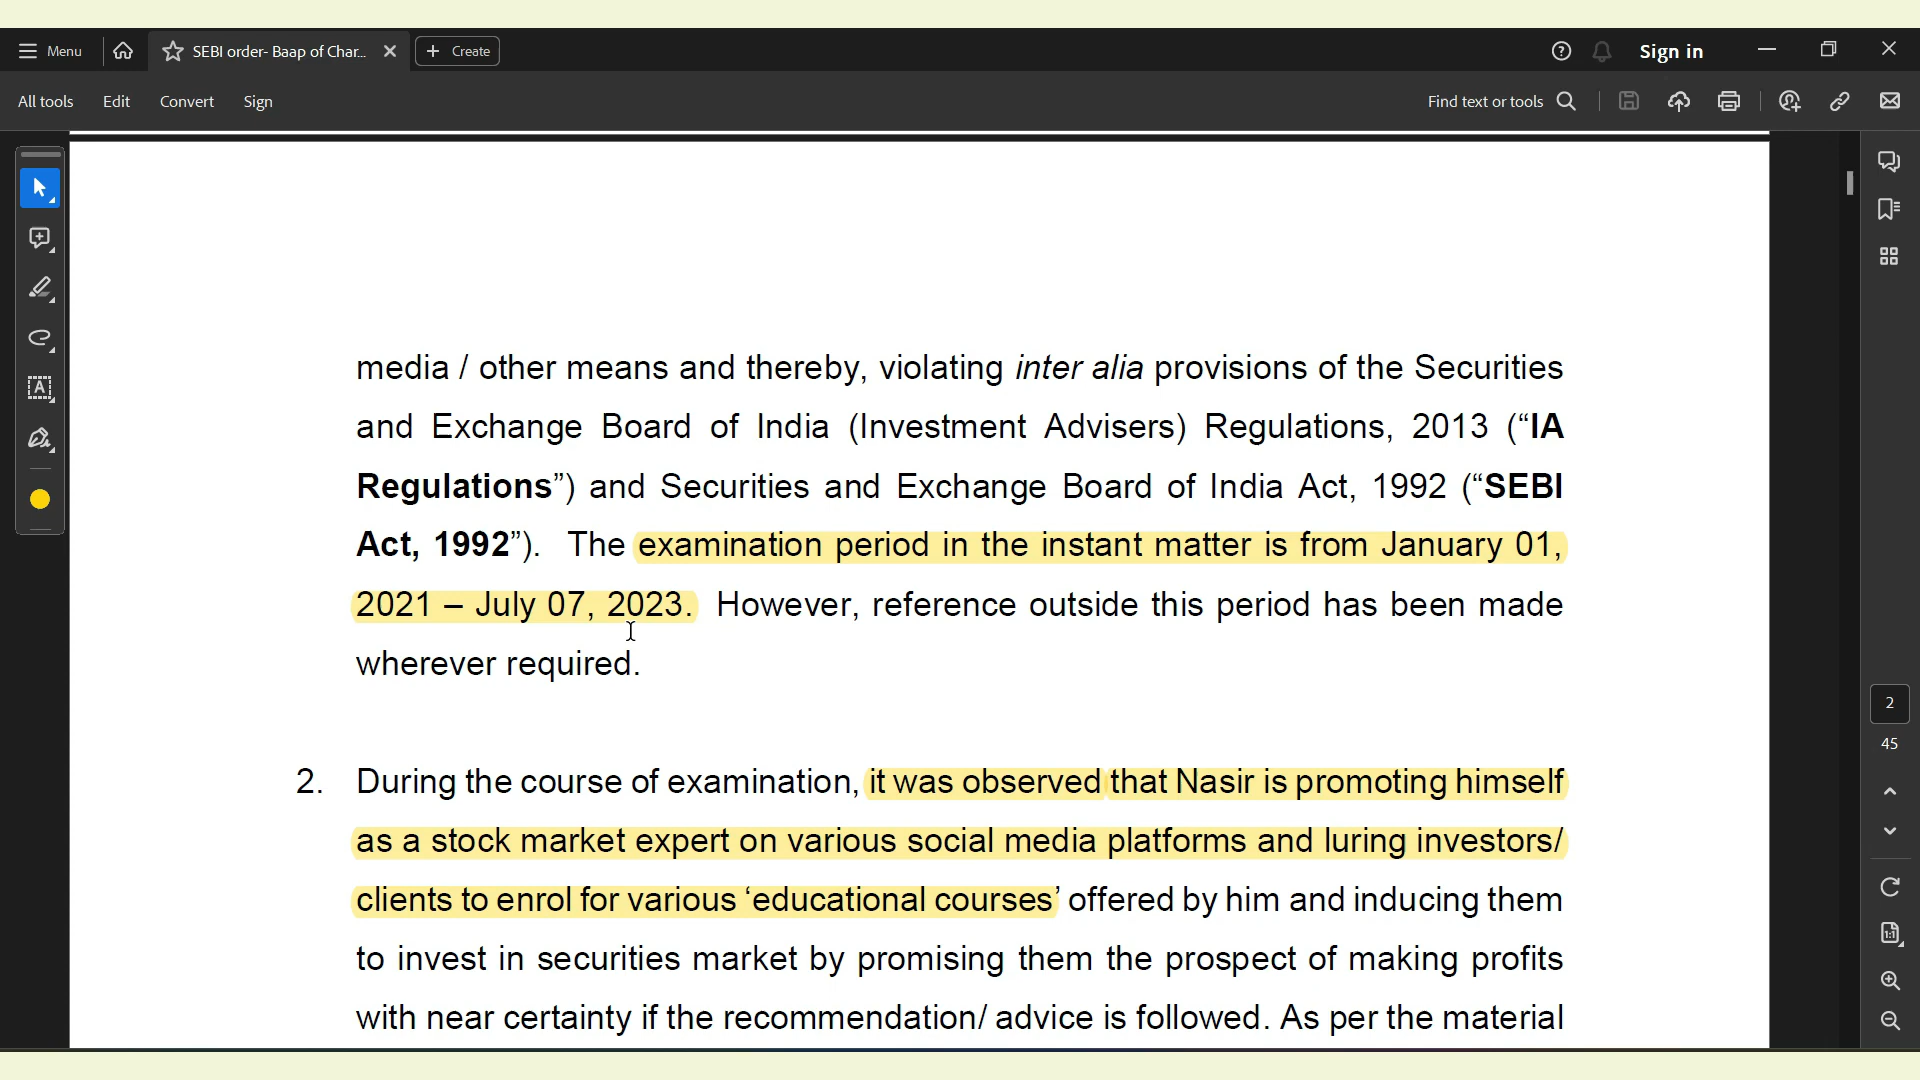 Menu
SEBI order- Baap of Char...
Create
Sign in
All tools Edit Convert Sign
Find text or tools
media / other means and thereby, violating inter alia provisions of the Securities
and Exchange Board of India (Investment Advisers) Regulations, 2013 (“IA
Regulations”) and Securities and Exchange Board of India Act, 1992 (“SEBI
Act, 1992”). The examination period in the instant matter is from January 01,
2021 – July 07, 2023. However, reference outside this period has been made
wherever required.
2. During the course of examination, it was observed that Nasir is promoting himself
as a stock market expert on various social media platforms and luring investors/
clients to enrol for various ‘educational courses’ offered by him and inducing them
to invest in securities market by promising them the prospect of making profits
with near certainty if the recommendation/ advice is followed. As per the material
2
45